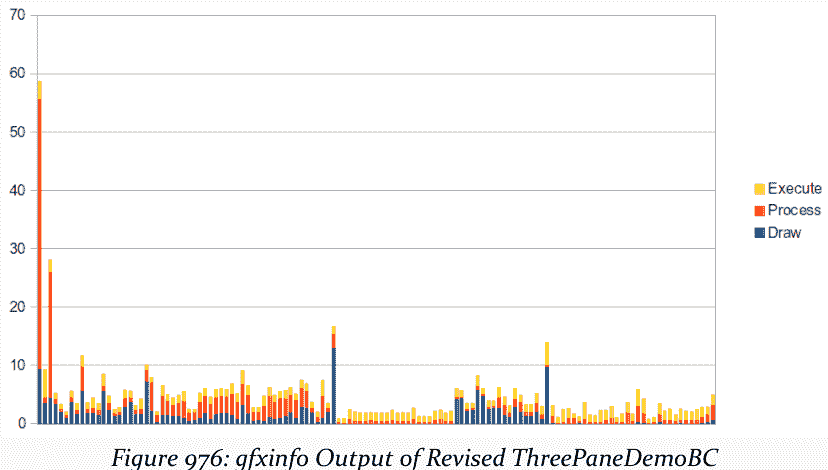 70
60
50
40
30
20
10
0
Execute
Process
Draw
Figure 976: gfxinfo Output of Revised ThreePaneDemoBC